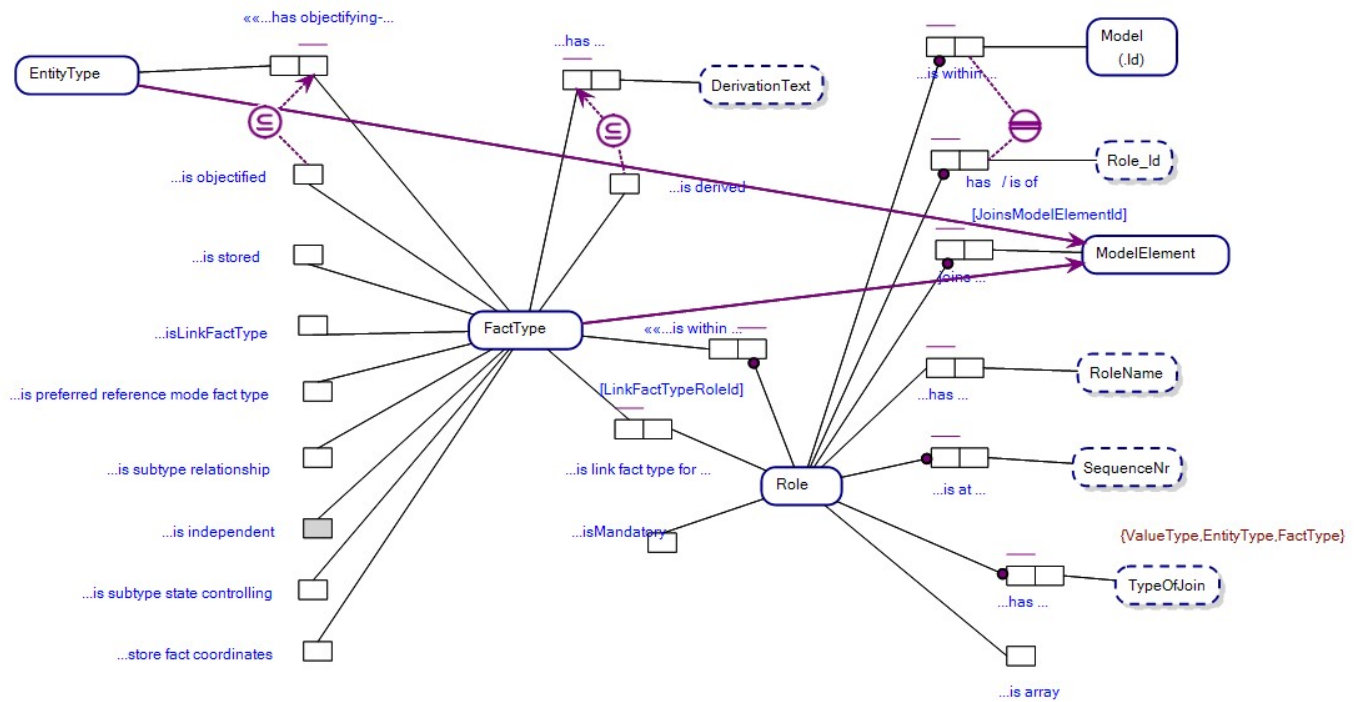 ««...has objectifying-...
EntityType
...is objectified
...is stored
...isLinkFactType
...is preferred reference mode fact type
...is subtype relationship
...is independent
...is subtype state controlling
...store fact coordinates
...has ...
DerivationText
...is derived
FactType
««...is within ...
[LinkFactTypeRoleId]
...is link fact type for ...
...isMandatory
Role
Model
(.Id)
...is within ...
Role_Id
has / is of
[JoinsModelElementId]
ModelElement
joins ...
RoleName
...has ...
SequenceNr
...is at ...
{ValueType,EntityType,FactType}
TypeOfJoin
...has ...
...is array